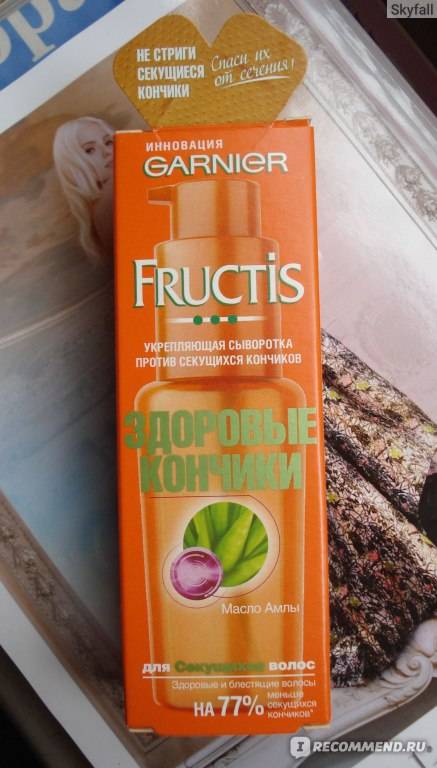 Skyfall
НЕ СТРИГИ
СЕКУЩИЕСЯ
КОНЧИКИ
Спаси их
от сечения!
ИННОВАЦИЯ
GARNIER
FRUCTIS
УКРЕПЛЯЮЩАЯ СЫВОРОТКА
ПРОТИВ СЕКУЩИХСЯ КОНЧИКОВ
ЗДОРОВЫЕ
КОНЧИКИ
Масло Амлы
для Секущихся волос
Здоровые и блестящие волосы
НА 77% меньше
секущихся
кончиков*
IRECOMMEND.RU